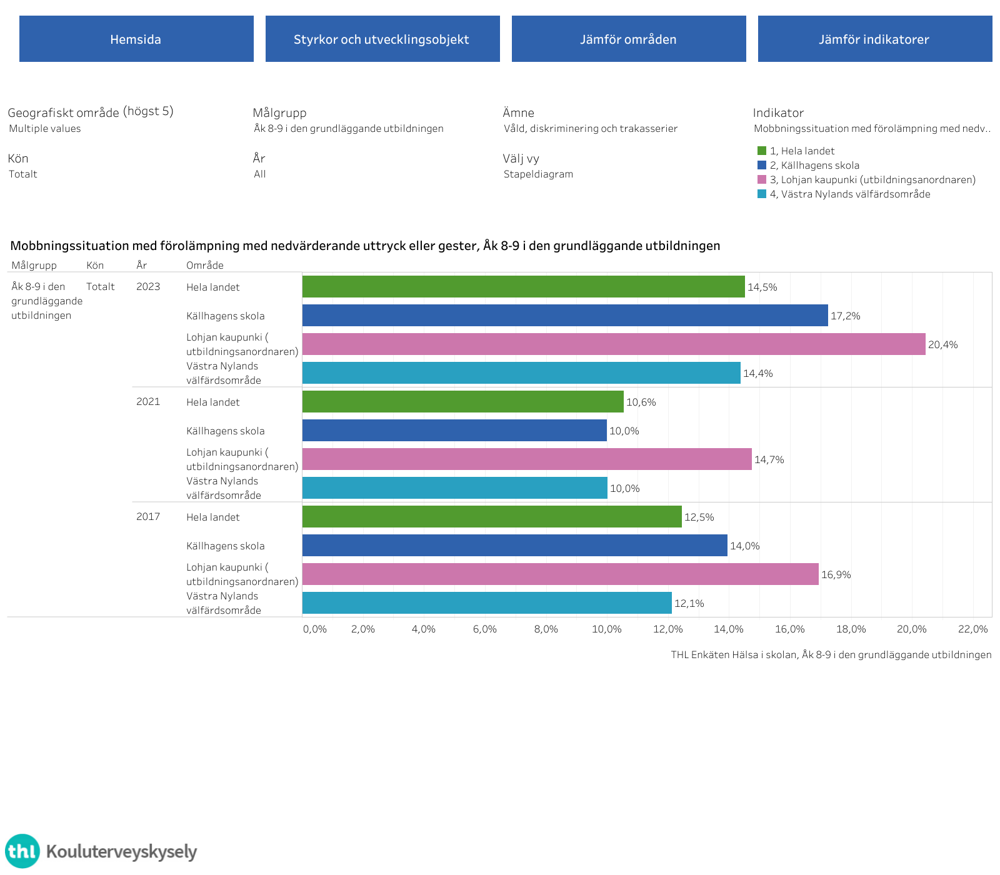 Hemsida
Styrkor och utvecklingsobjekt
Jämför områden
Jämför indikatorer
Geografiskt område (högst 5)
Multiple values
Målgrupp
Åk 8-9 i den grundläggande utbildningen
Ämne
Våld, diskriminering och trakasserier
Indikator
Mobbningssituation med förolämpning med nedv..
Kön
Totalt
År
All
Välj vy
Stapeldiagram
1, Hela landet
2, Källhagens skola
3, Lohjan kaupunki (utbildningsanordnaren)
4, Västra Nylands välfärdsområde
Mobbningssituation med förolämpning med nedvärderande uttryck eller gester, Åk 8-9 i den grundläggande utbildningen
Målgrupp Kön År Område
Åk 8-9 i den
grundläggande
utbildningen
Totalt
2023
Hela landet 14,5%
Källhagens skola 17,2%
Lohjan kaupunki (
utbildningsanordnaren) 20,4%
Västra Nylands
välfärdsområde 14,4%
2021
Hela landet 10,6%
Källhagens skola 10,0%
Lohjan kaupunki (
utbildningsanordnaren) 14,7%
Västra Nylands
välfärdsområde 10,0%
2017
Hela landet 12,5%
Källhagens skola 14,0%
Lohjan kaupunki (
utbildningsanordnaren) 16,9%
Västra Nylands
välfärdsområde 12,1%
0,0% 2,0% 4,0% 6,0% 8,0% 10,0% 12,0% 14,0% 16,0% 18,0% 20,0% 22,0%
THL Enkäten Hälsa i skolan, Åk 8-9 i den grundläggande utbildningen
thl Kouluterveyskysely